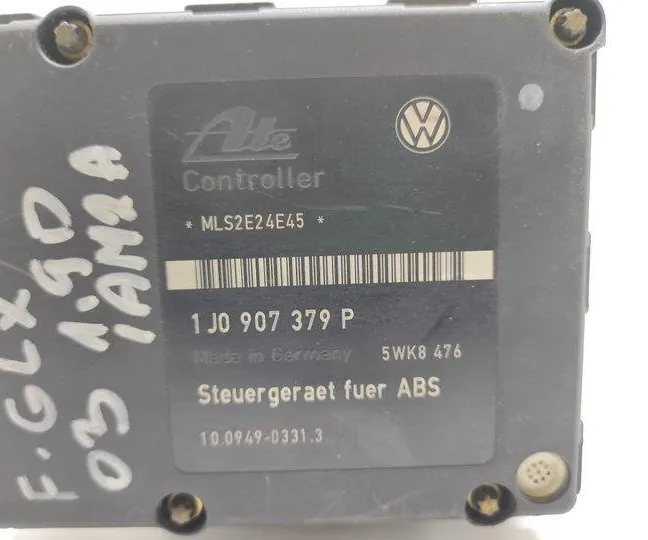 Ate
Controller
* MLS2E24E45 *
1J0 907 379 P
Made in Germany 5WK8 476
Steuergeraet fuer ABS
10.0949-0331.3
F.GLX 1.9D
03 1AM2A